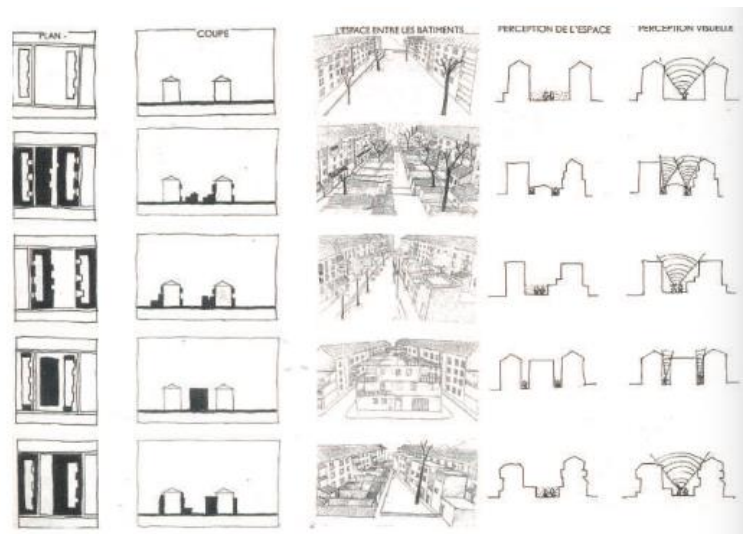 PLAN -
COUPE
L'ESPACE ENTRE LES BATIMENTS
PERCEPTION DE L'ESPACE
PERCEPTION VISUELLE